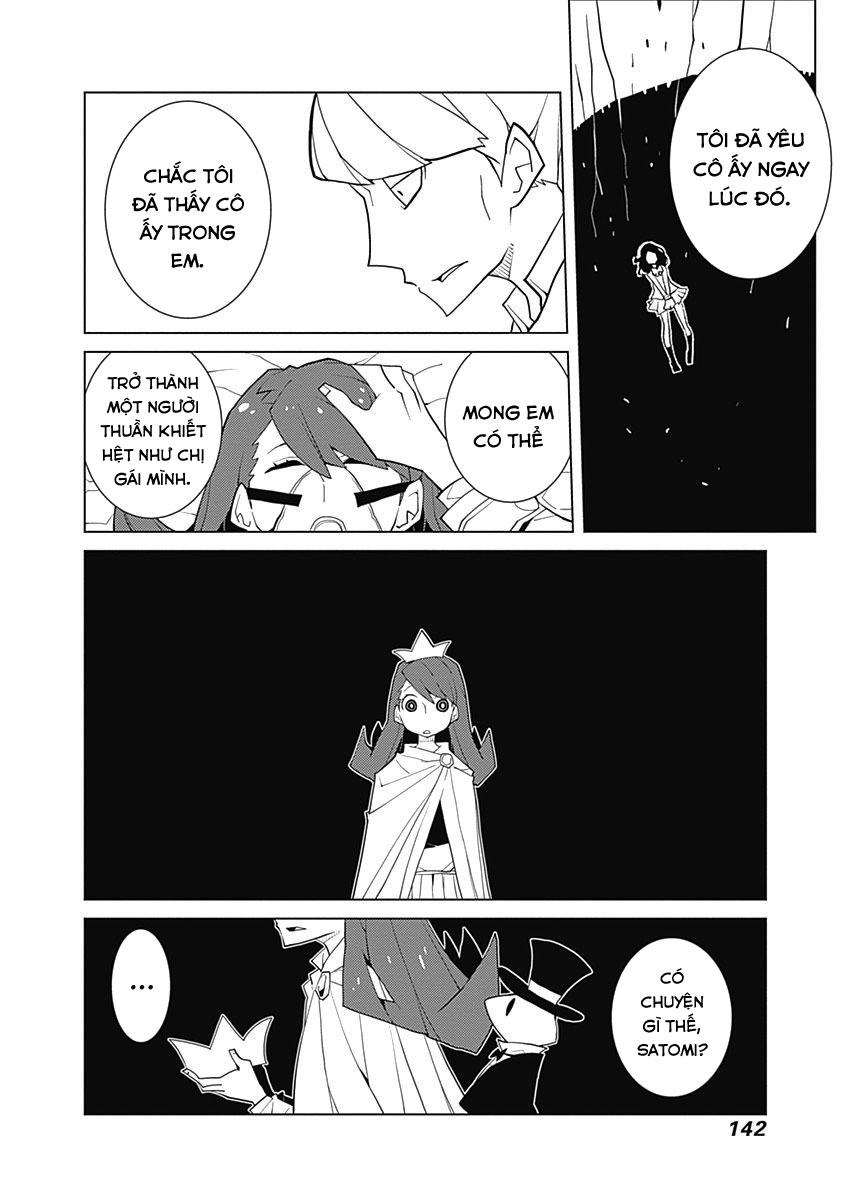 TÔI ĐÃ YÊU
CÔ ẤY NGAY
LÚC ĐÓ.
CHẮC TÔI
ĐÃ THẤY CÔ
ẤY TRONG
EM.
MONG EM
CÓ THỂ
TRỞ THÀNH
MỘT NGƯỜI
THUẦN KHIẾT
HỆT NHƯ CHỊ
GÁI MÌNH.
CÓ
CHUYỆN
GÌ THẾ,
SATOMI?
...
142